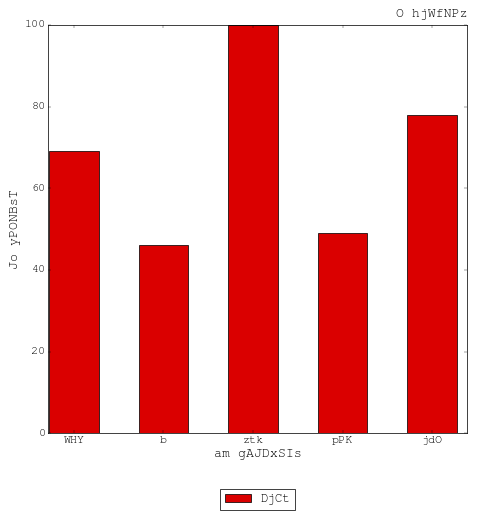 O hjWfNPz
Jo yPONBsT
100
80
60
40
20
0
WHY b ztk pPK jdO
am gAJDxSIs
DjCt